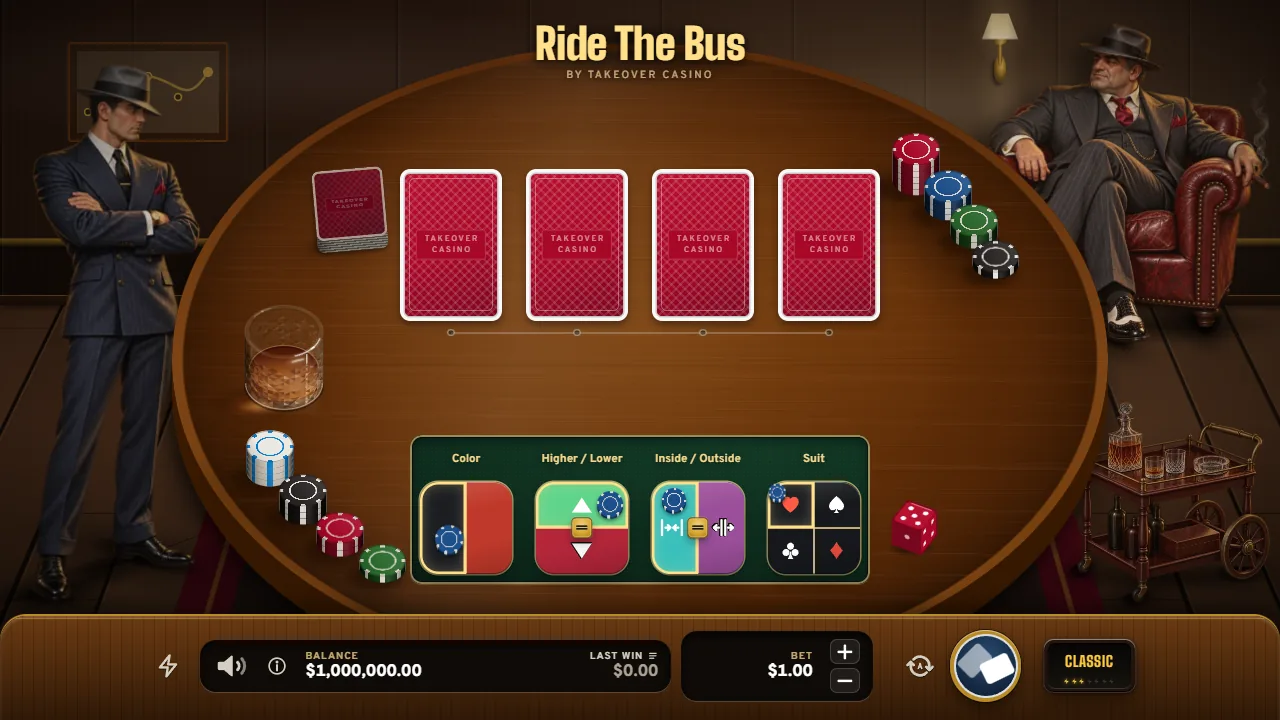 Ride The Bus
BY TAKEOVER CASINO
TAKEOVER
CASINO
TAKEOVER
CASINO
TAKEOVER
CASINO
TAKEOVER
CASINO
TAKEOVER
CASINO
Color
Higher / Lower
Inside / Outside
Suit
BALANCE
$1,000,000.00
LAST WIN
$0.00
BET
$1.00
A
CLASSIC